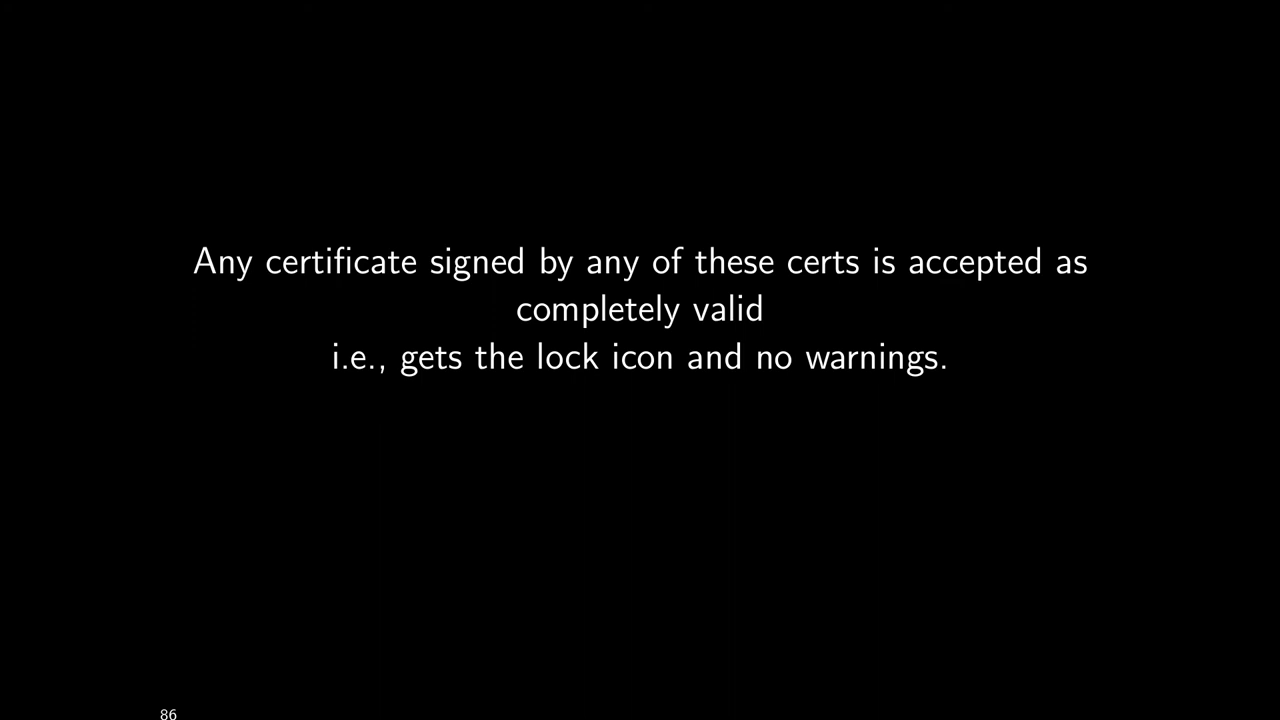 Any certificate signed by any of these certs is accepted as
completely valid
i.e., gets the lock icon and no warnings.
86